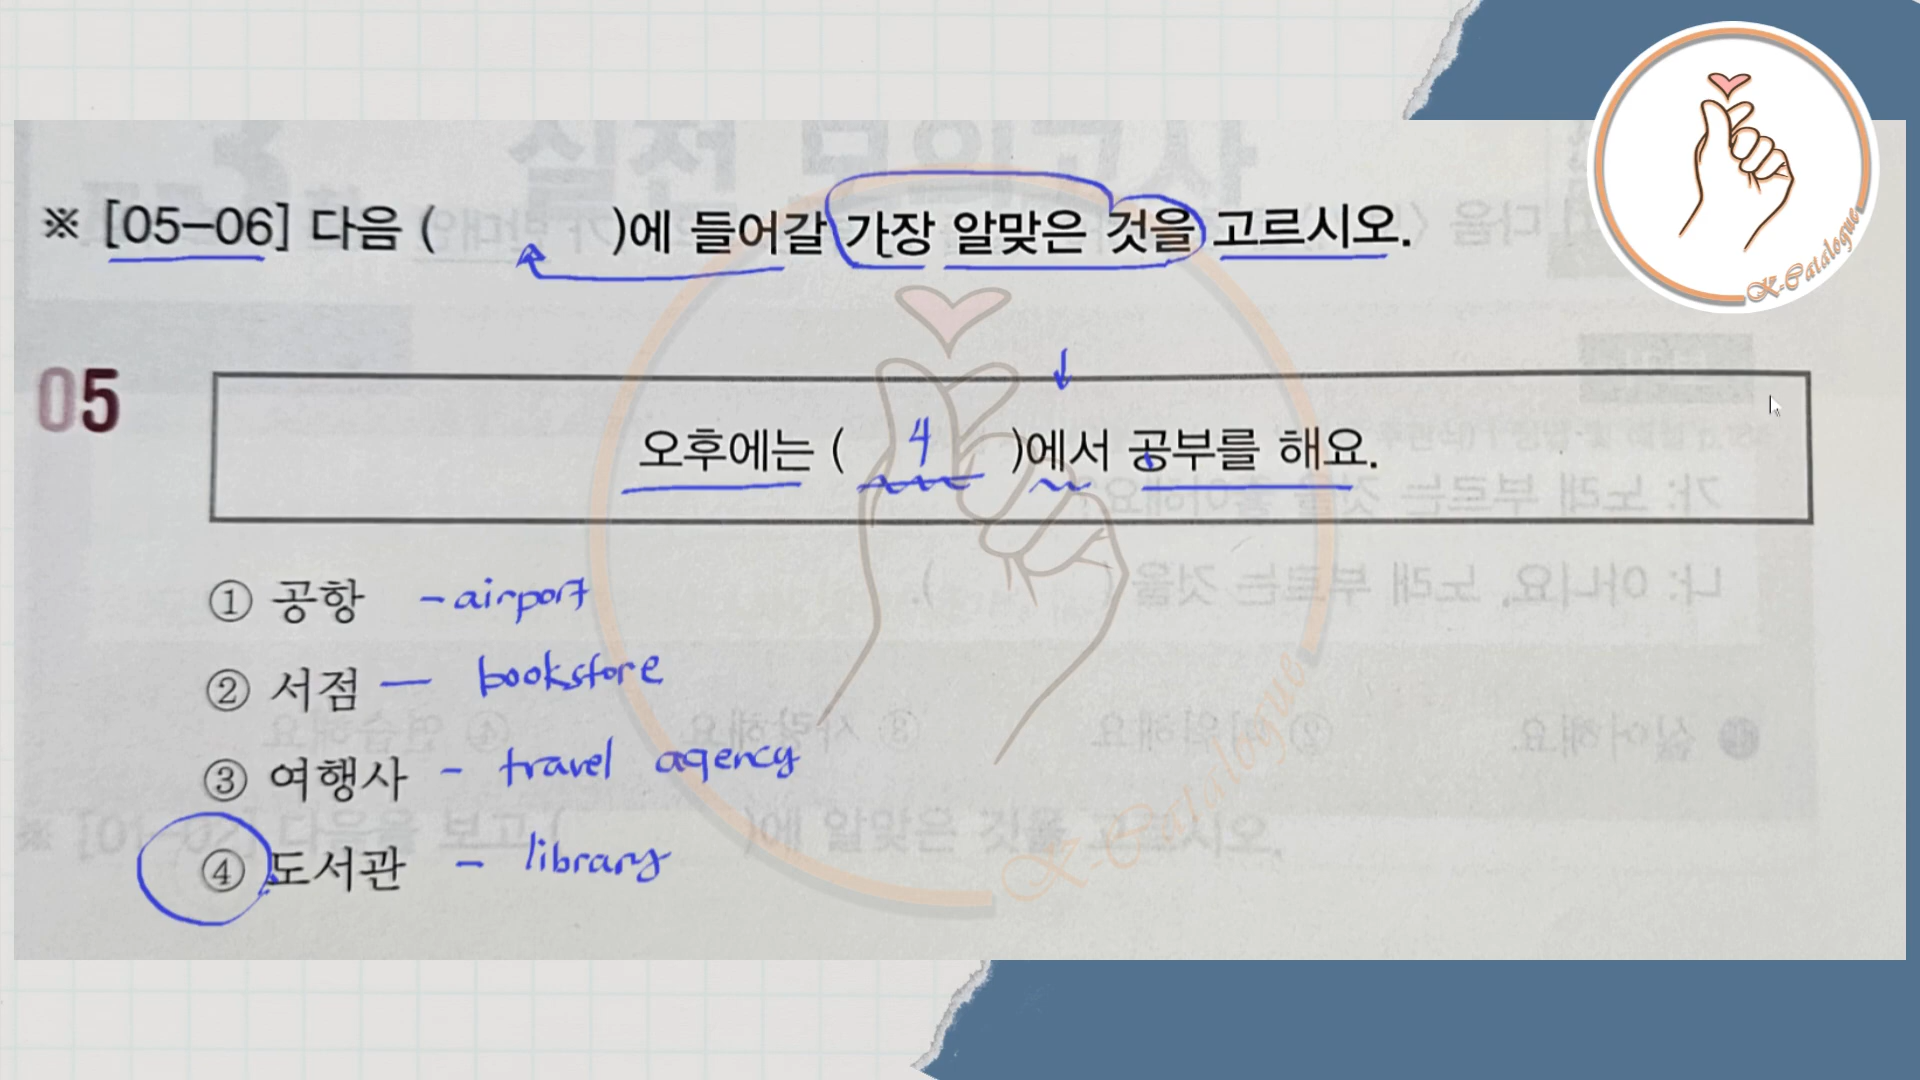 ※ [05-06] 다음 ( )에 들어갈 가장 알맞은 것을 고르시오.
05
오후에는 ( 4 )에서 공부를 해요.
① 공항 - airport
② 서점 - bookstore
③ 여행사 - travel agency
④ 도서관 - library
K-Catalogue
K-Catalogue